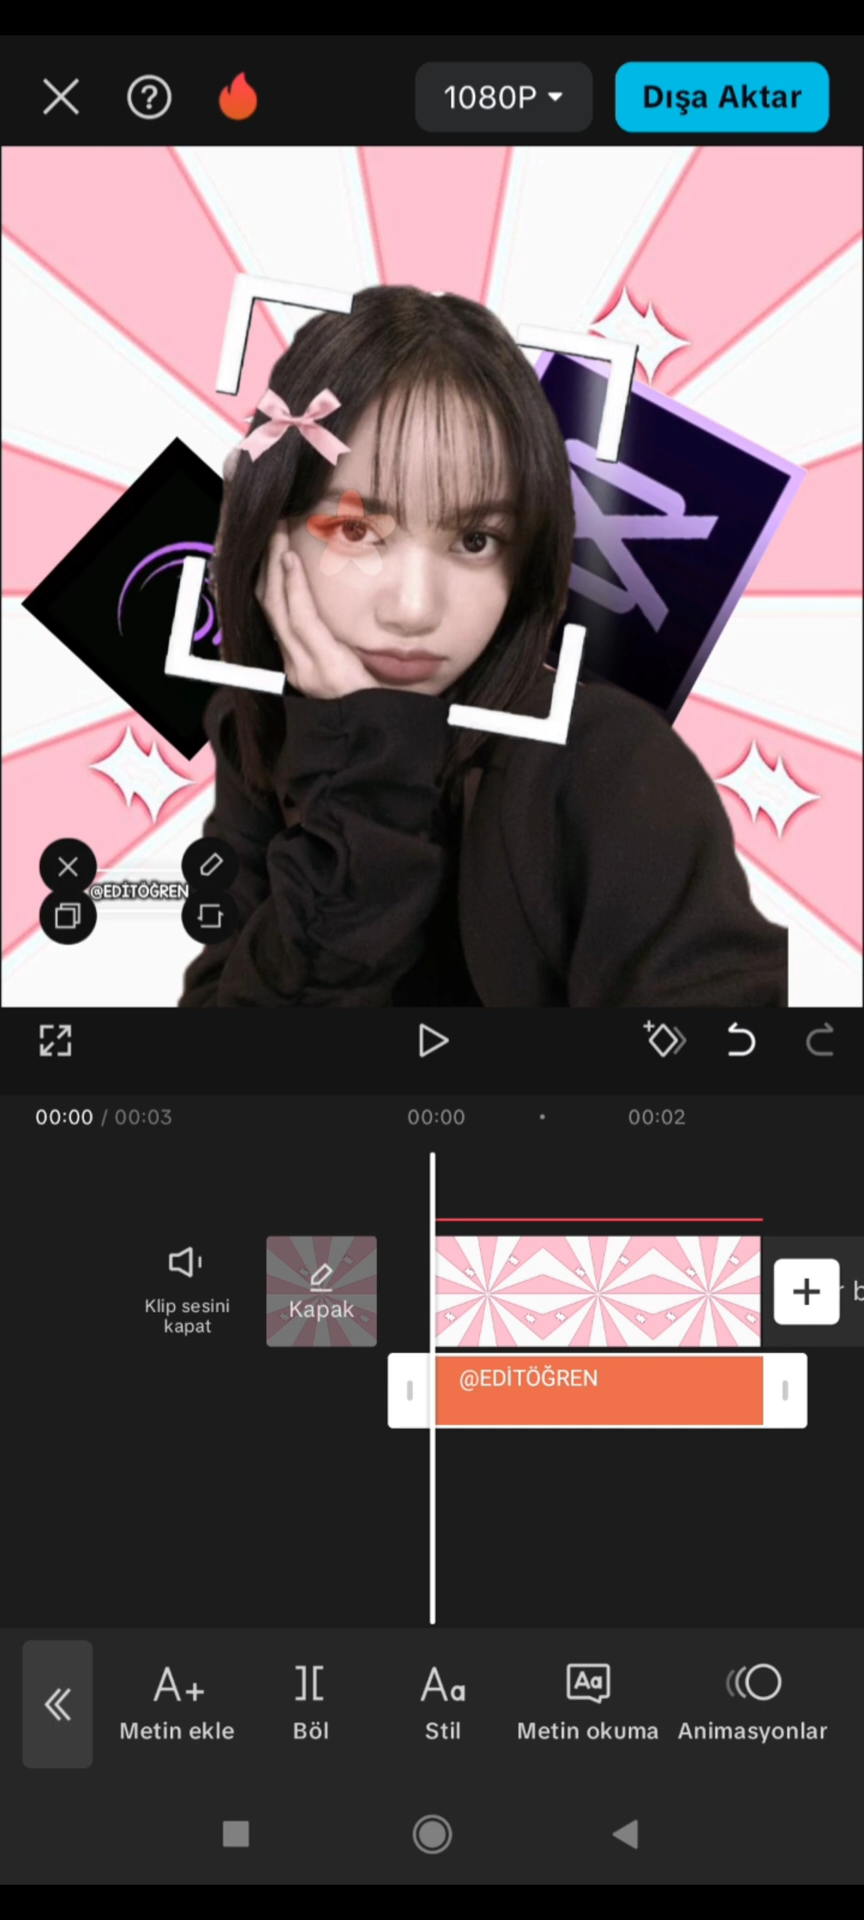 1080P
Dışa Aktar
@EDİTÖĞREN
00:00 / 00:03
00:00
00:02
Klip sesini
kapat
Kapak
@EDİTÖĞREN
Metin ekle
Böl
Stil
Metin okuma
Animasyonlar